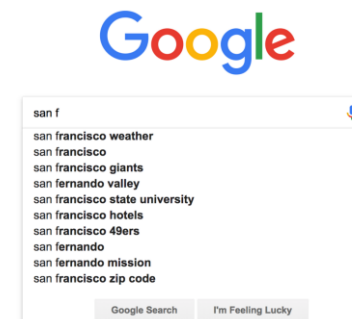 Google
san f
san francisco weather
san francisco
san francisco giants
san fernando valley
san francisco state university
san francisco hotels
san francisco 49ers
san fernando
san fernando mission
san francisco zip code
Google Search I'm Feeling Lucky